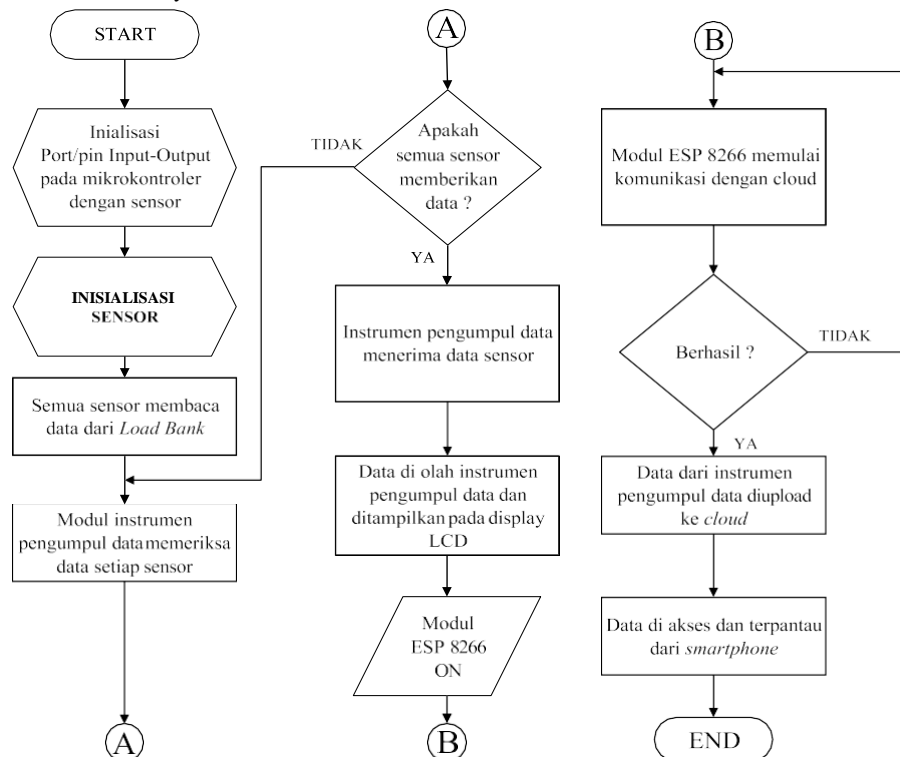 START
Inialisasi
Port/pin Input-Output
pada mikrokontroler
dengan sensor
INISIALISASI
SENSOR
Semua sensor membaca
data dari Load Bank
Modul instrumen
pengumpul data memeriksa
data setiap sensor
A
A
Apakah
semua sensor
memberikan
data ?
TIDAK
YA
Instrumen pengumpul data
menerima data sensor
Data di olah instrumen
pengumpul data dan
ditampilkan pada display
LCD
Modul
ESP 8266
ON
B
B
Modul ESP 8266 memulai
komunikasi dengan cloud
Berhasil ?
TIDAK
YA
Data dari instrumen
pengumpul data diupload
ke cloud
Data di akses dan terpantau
dari smartphone
END